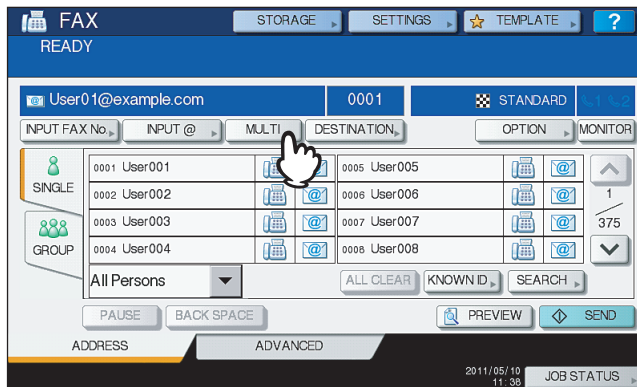 FAX STORAGE SETTINGS TEMPLATE ?
READY
@ User01@example.com 0001 STANDARD 1 2
INPUT FAX No. INPUT @ MULTI DESTINATION OPTION MONITOR
SINGLE
GROUP
0001 User001 @ 0005 User005 @
0002 User002 @ 0006 User006 @
0003 User003 @ 0007 User007 @
0004 User004 @ 0008 User008 @
1
375
All Persons ALL CLEAR KNOWN ID SEARCH
PAUSE BACK SPACE PREVIEW SEND
ADDRESS ADVANCED
2011/05/10
11:38 JOB STATUS